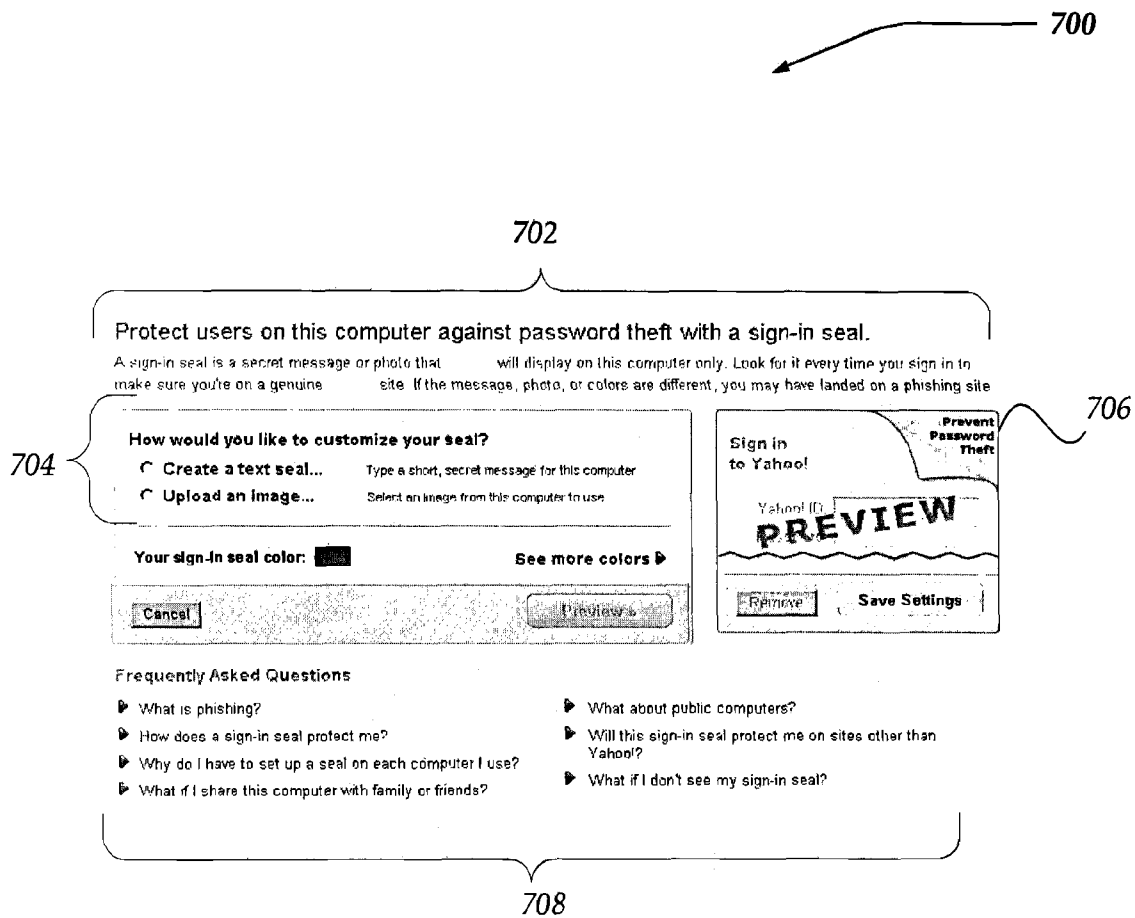 700
702
Protect users on this computer against password theft with a sign-in seal.
A sign-in seal is a secret message or photo that will display on this computer only. Look for it every time you sign in to
make sure you're on a genuine site If the message, photo, or colors are different, you may have landed on a phishing site
704
How would you like to customize your seal?
Create a text seal... Type a short, secret message for this computer
Upload an image... Select an image from this computer to use
Your sign-in seal color: See more colors
Cancel
Preview
706
Prevent
Password
Theft
Sign in
to Yahoo!
Yahoo! ID
PREVIEW
Remove
Save Settings
Frequently Asked Questions
What is phishing?
How does a sign-in seal protect me?
Why do I have to set up a seal on each computer I use?
What if I share this computer with family or friends?
What about public computers?
Will this sign-in seal protect me on sites other than
Yahoo!?
What if I don't see my sign-in seal?
708